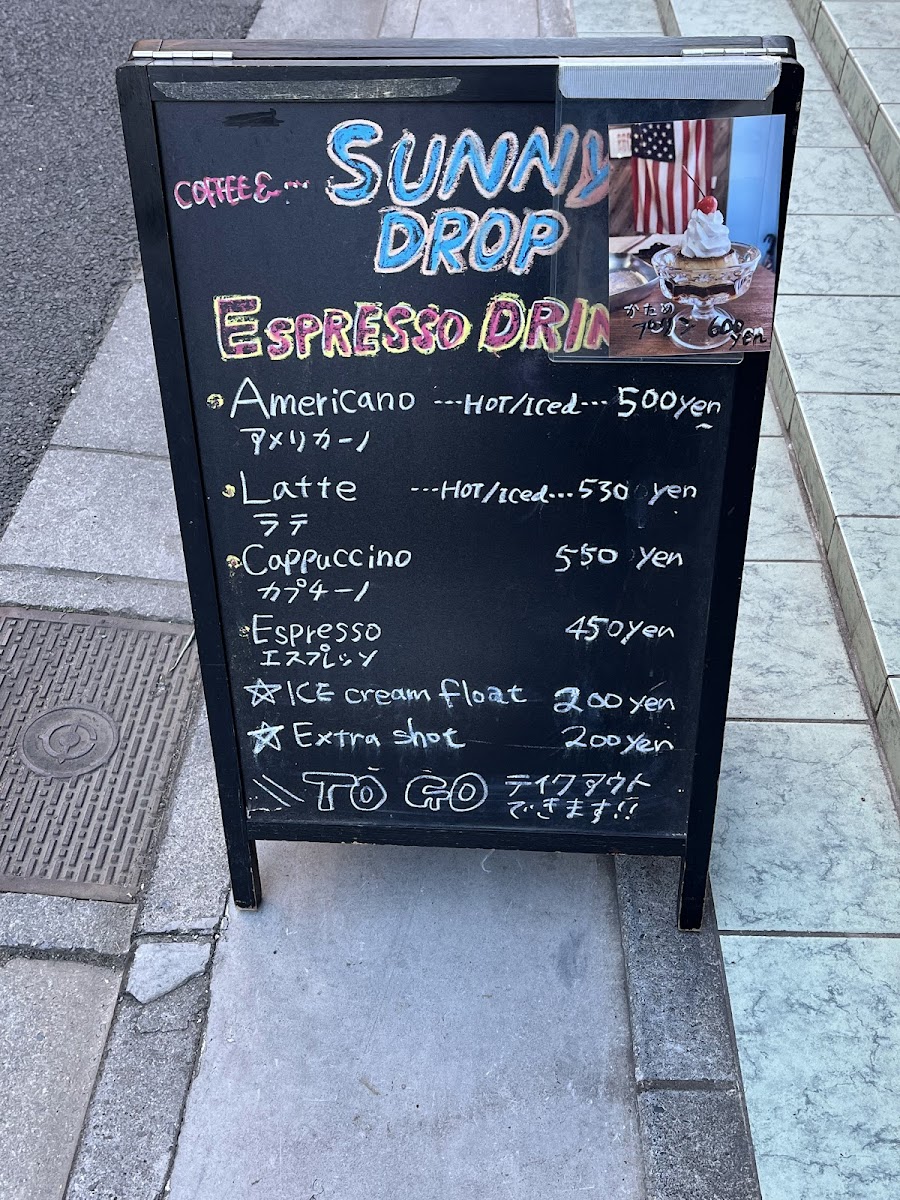 COFFEE &... SUNNY
DROP
ESPRESSO DRIN
かため
プリン 600
yen
Americano ---HOT/Iced--- 500yen
アメリカーノ
Latte ---HOT/Iced...530 yen
ラテ
Cappuccino 550 yen
カプチーノ
Espresso 450yen
エスプレッソ
☆ ICE cream float 200yen
☆ Extra shot 200yen
\\ TO GO テイクアウト
できます!!